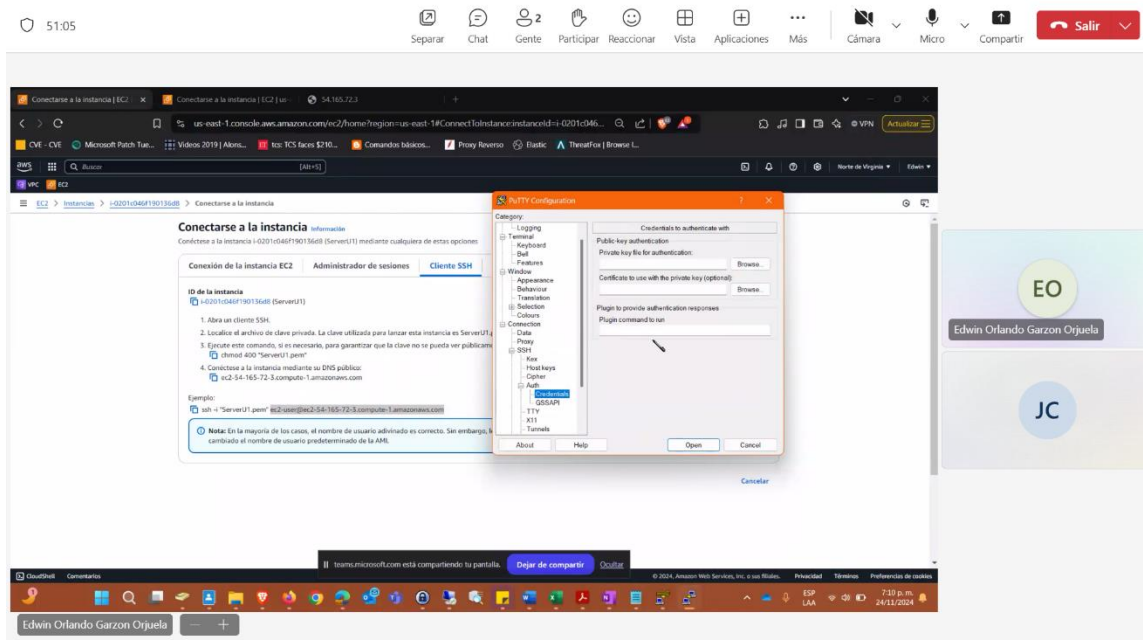 51:05
Separar
Chat
2
Gente
Participar
Reaccionar
Vista
Aplicaciones
Más
Cámara
Micro
Compartir
Salir
Conectarse a la instancia | EC2
Conectarse a la instancia | EC2 | us-
54.165.72.3
us-east-1.console.aws.amazon.com/ec2/home?region=us-east-1#ConnectToInstance:instanceId=i-0201c046...
VPN
Actualizar
CVE - CVE
Microsoft Patch Tue...
Videos 2019 | Alons...
tcs: TCS faces $210...
Comandos básicos...
Proxy Reverso
Elastic
ThreatFox | Browse I...
aws
Buscar
[Alt+S]
Norte de Virginia
Edwin
VPC
EC2
EC2 > Instancias > i-0201c046f190136d8 > Conectarse a la instancia
Conectarse a la instancia Información
Conéctese a la instancia i-0201c046f190136d8 (ServerU1) mediante cualquiera de estas opciones
Conexión de la instancia EC2
Administrador de sesiones
Cliente SSH
ID de la instancia
i-0201c046f190136d8 (ServerU1)
1. Abra un cliente SSH.
2. Localice el archivo de clave privada. La clave utilizada para lanzar esta instancia es ServerU1.p
3. Ejecute este comando, si es necesario, para garantizar que la clave no se pueda ver públicam
chmod 400 "ServerU1.pem"
4. Conéctese a la instancia mediante su DNS público:
ec2-54-165-72-3.compute-1.amazonaws.com
Ejemplo:
ssh -i "ServerU1.pem" ec2-user@ec2-54-165-72-3.compute-1.amazonaws.com
Nota: En la mayoría de los casos, el nombre de usuario adivinado es correcto. Sin embargo, l
cambiado el nombre de usuario predeterminado de la AMI.
Cancelar
PuTTY Configuration
? X
Category:
Logging
Terminal
Keyboard
Bell
Features
Window
Appearance
Behaviour
Translation
Selection
Colours
Connection
Data
Proxy
SSH
Kex
Host keys
Cipher
Auth
Credentials
GSSAPI
TTY
X11
Tunnels
Credentials to authenticate with
Public-key authentication
Private key file for authentication:
Browse...
Certificate to use with the private key (optional):
Browse...
Plugin to provide authentication responses
Plugin command to run
About
Help
Open
Cancel
EO
Edwin Orlando Garzon Orjuela
JC
teams.microsoft.com está compartiendo tu pantalla.
Dejar de compartir
Ocultar
CloudShell
Comentarios
© 2024, Amazon Web Services, Inc. o sus filiales.
Privacidad
Términos
Preferencias de cookies
ESP
LAA
7:10 p. m.
24/11/2024
Edwin Orlando Garzon Orjuela